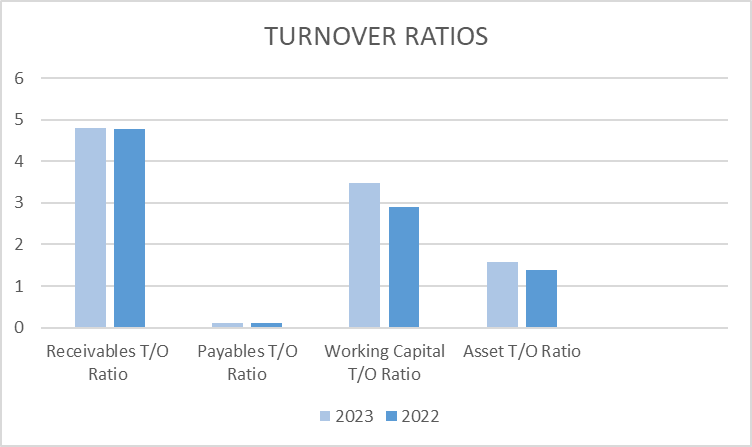 TURNOVER RATIOS
6
5
4
3
2
1
0
Receivables T/O
Ratio
Payables T/O
Ratio
Working Capital
T/O Ratio
Asset T/O Ratio
2023
2022